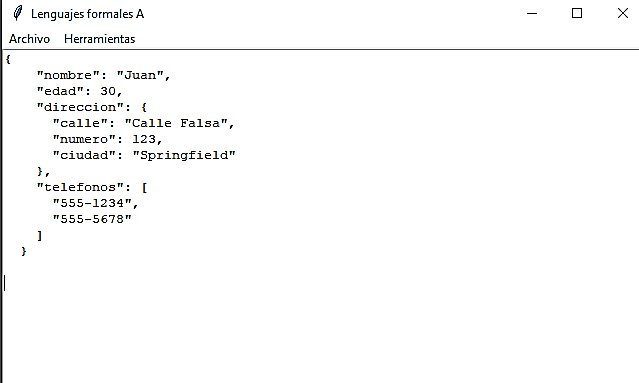 Lenguajes formales A
Archivo Herramientas
{
    "nombre": "Juan",
    "edad": 30,
    "direccion": {
      "calle": "Calle Falsa",
      "numero": 123,
      "ciudad": "Springfield"
    },
    "telefonos": [
      "555-1234",
      "555-5678"
    ]
  }